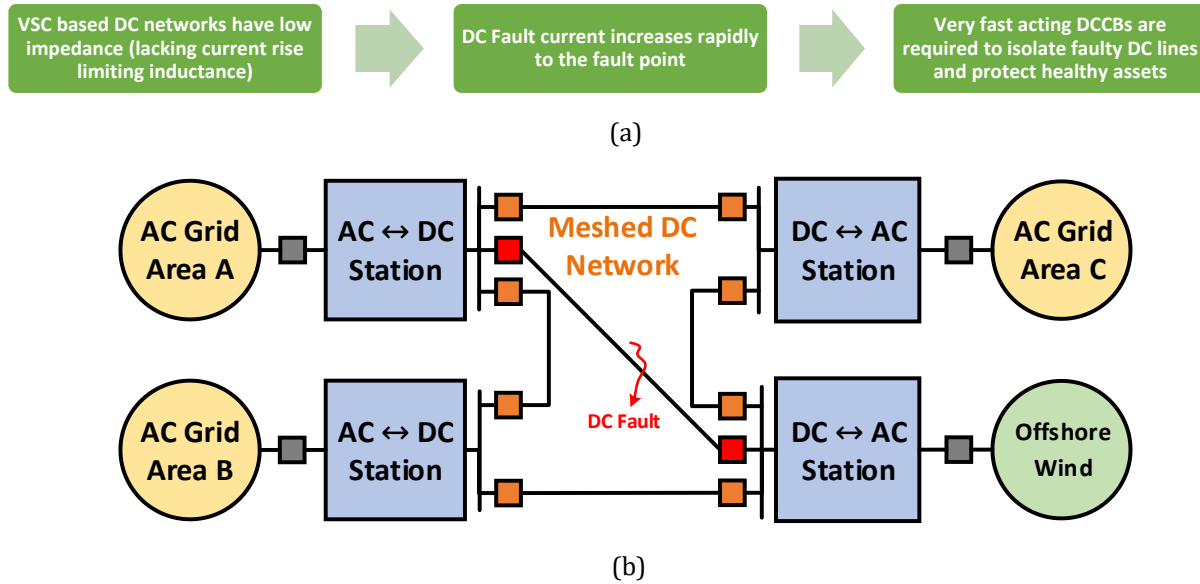 VSC based DC networks have low
impedance (lacking current rise
limiting inductance)
DC Fault current increases rapidly
to the fault point
Very fast acting DCCBs are
required to isolate faulty DC lines
and protect healthy assets
(a)
AC Grid
Area A
AC ↔ DC
Station
Meshed DC
Network
DC ↔ AC
Station
AC Grid
Area C
AC Grid
Area B
AC ↔ DC
Station
DC Fault
DC ↔ AC
Station
Offshore
Wind
(b)